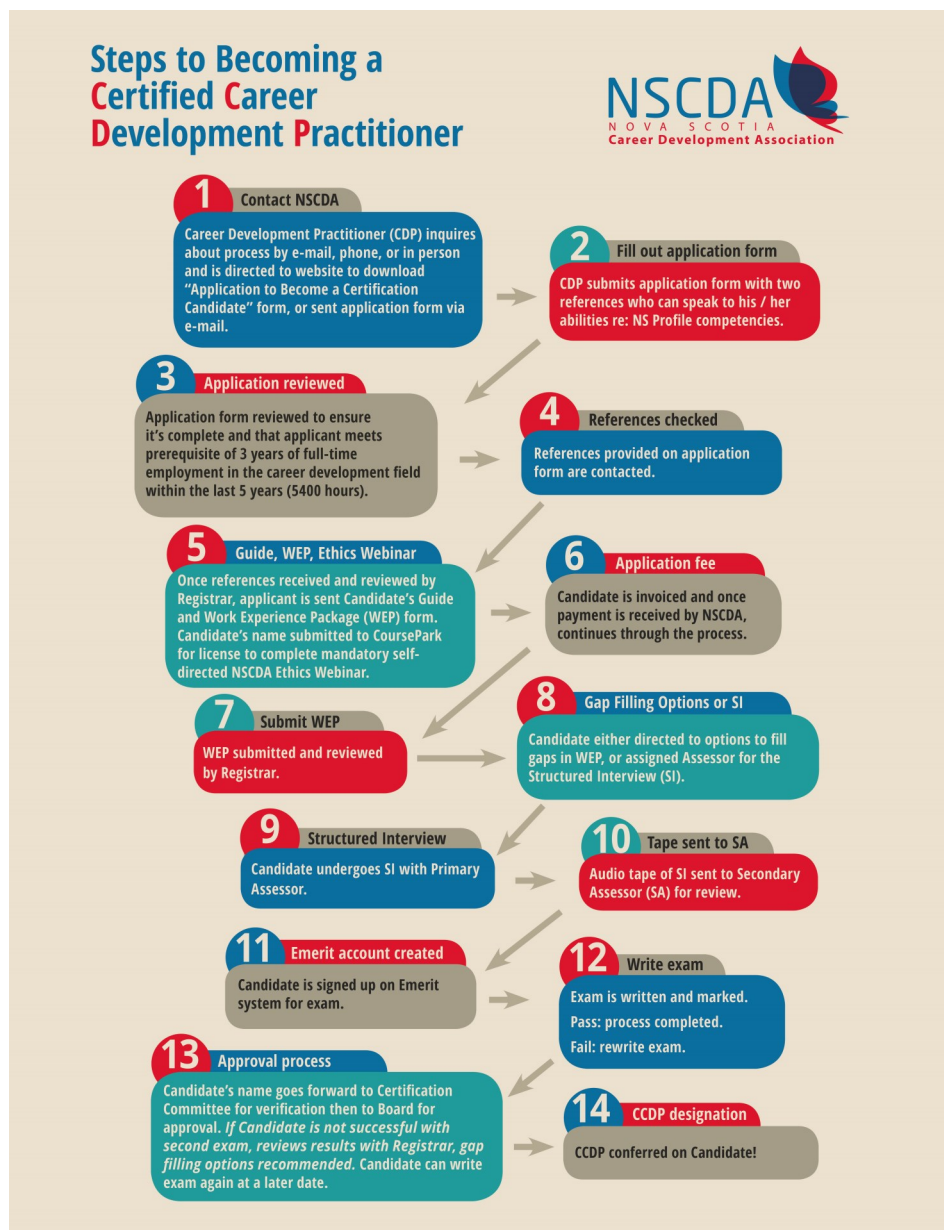 Steps to Becoming a
Certified Career
Development Practitioner
NSCDA
NOVA SCOTIA
Career Development Association
1
Contact NSCDA
Career Development Practitioner (CDP) inquires
about process by e-mail, phone, or in person
and is directed to website to download
“Application to Become a Certification
Candidate” form, or sent application form via
e-mail.
2
Fill out application form
CDP submits application form with two
references who can speak to his / her
abilities re: NS Profile competencies.
3
Application reviewed
Application form reviewed to ensure
it’s complete and that applicant meets
prerequisite of 3 years of full-time
employment in the career development field
within the last 5 years (5400 hours).
4
References checked
References provided on application
form are contacted.
5
Guide, WEP, Ethics Webinar
Once references received and reviewed by
Registrar, applicant is sent Candidate’s Guide
and Work Experience Package (WEP) form.
Candidate’s name submitted to CoursePark
for license to complete mandatory self-
directed NSCDA Ethics Webinar.
6
Application fee
Candidate is invoiced and once
payment is received by NSCDA,
continues through the process.
7
Submit WEP
WEP submitted and reviewed
by Registrar.
8
Gap Filling Options or SI
Candidate either directed to options to fill
gaps in WEP, or assigned Assessor for the
Structured Interview (SI).
9
Structured Interview
Candidate undergoes SI with Primary
Assessor.
10
Tape sent to SA
Audio tape of SI sent to Secondary
Assessor (SA) for review.
11
Emerit account created
Candidate is signed up on Emerit
system for exam.
12
Write exam
Exam is written and marked.
Pass: process completed.
Fail: rewrite exam.
13
Approval process
Candidate’s name goes forward to Certification
Committee for verification then to Board for
approval. If Candidate is not successful with
second exam, reviews results with Registrar, gap
filling options recommended. Candidate can write
exam again at a later date.
14
CCDP designation
CCDP conferred on Candidate!